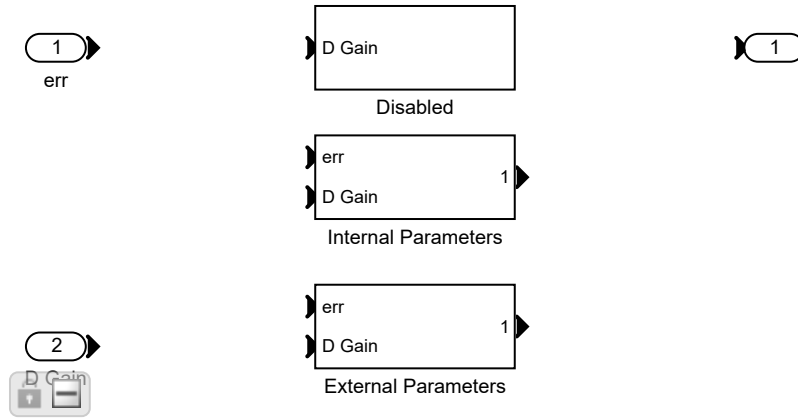 1
D Gain
1
err
Disabled
err
1
D Gain
Internal Parameters
err
1
2
D Gain
D Gain
External Parameters